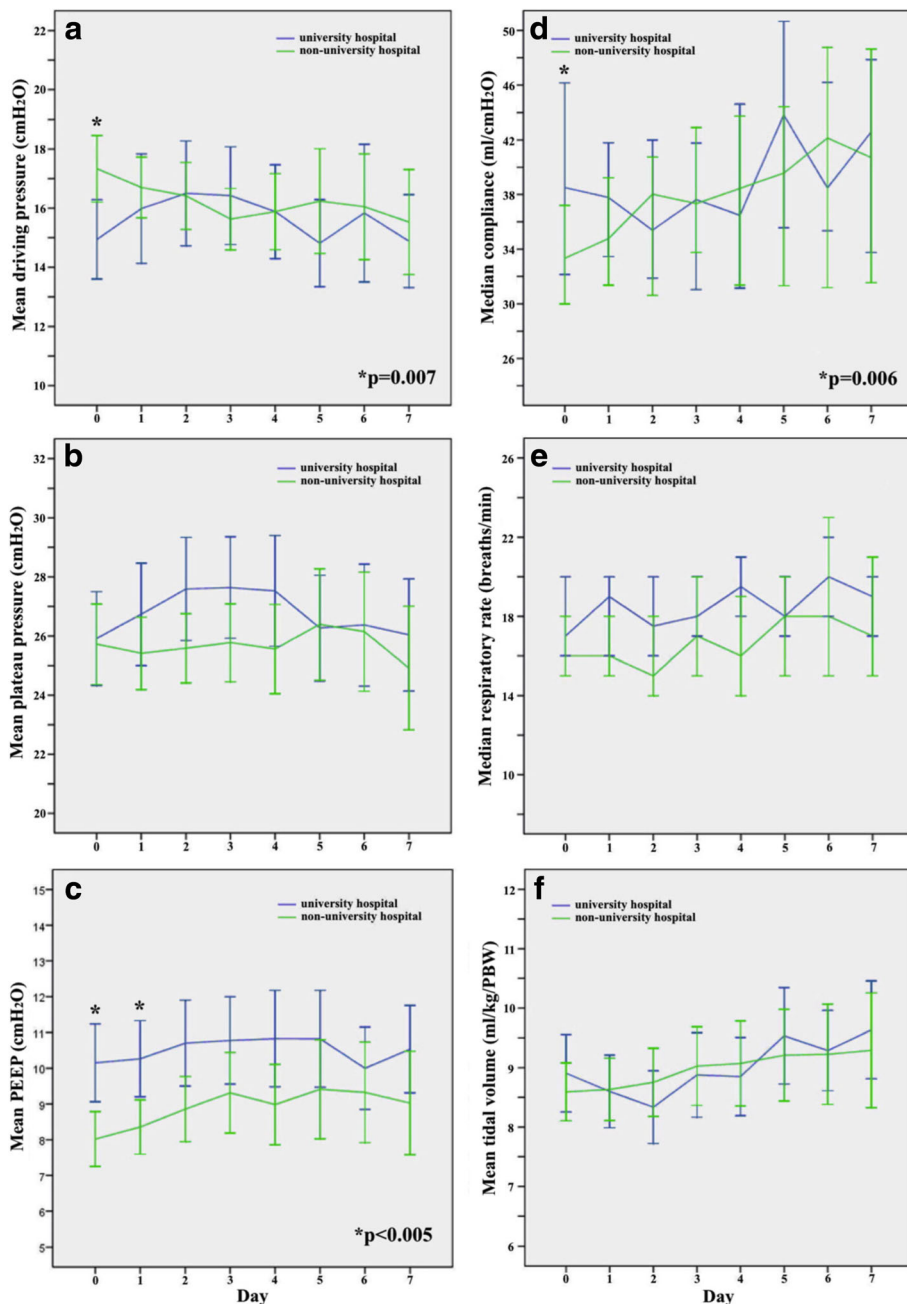 a
university hospital
non-university hospital
Mean driving pressure (cmH2O)
22
20
18
16
14
12
10
*
*p=0.007
0 1 2 3 4 5 6 7
d
university hospital
non-university hospital
Median compliance (ml/cmH2O)
50
46
42
38
34
30
26
*
*p=0.006
0 1 2 3 4 5 6 7
b
university hospital
non-university hospital
Mean plateau pressure (cmH2O)
32
30
28
26
24
22
20
0 1 2 3 4 5 6 7
e
university hospital
non-university hospital
Median respiratory rate (breaths/min)
26
22
18
14
10
0 1 2 3 4 5 6 7
c
university hospital
non-university hospital
Mean PEEP (cmH2O)
15
14
13
12
11
10
9
8
7
6
5
* *
*p<0.005
0 1 2 3 4 5 6 7
Day
f
university hospital
non-university hospital
Mean tidal volume (ml/kg/PBW)
12
11
10
9
8
7
6
0 1 2 3 4 5 6 7
Day